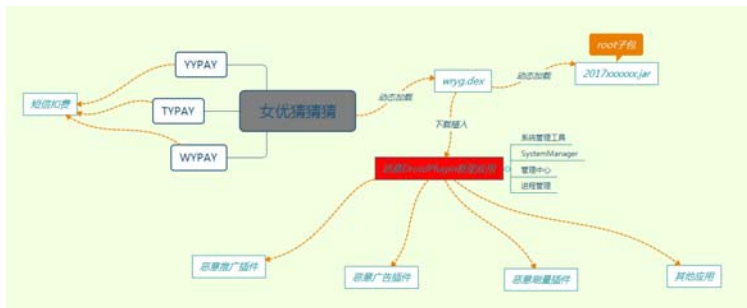 root子包
YYPAY
女优猜猜猜
动态加载
wryg.dex
动态加载
2017xxxxxx.jar
短信扣费
TYPAY
下载植入
WYPAY
系统管理工具
SystemManager
管理中心
进程管理
DroidPlugin
应用
恶意推广插件
恶意广告插件
恶意刷量插件
其他应用